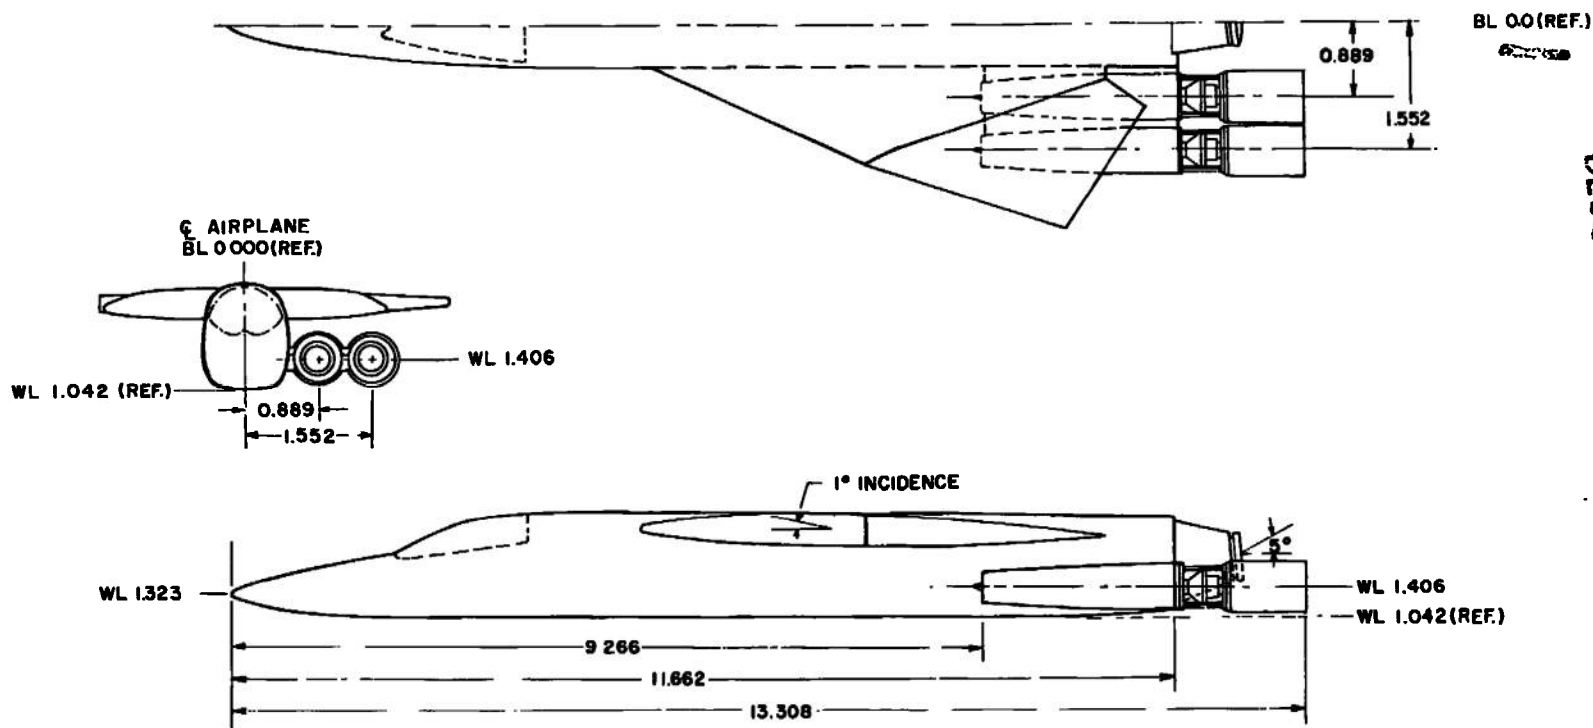 BL 0.0 (REF.)
0.889
1.552
℄ AIRPLANE
BL 0 000 (REF.)
WL 1.406
WL 1.042 (REF.)
0.889
1.552
1° INCIDENCE
5°
WL 1.323
WL 1.406
WL 1.042 (REF.)
9 266
11.662
13.308